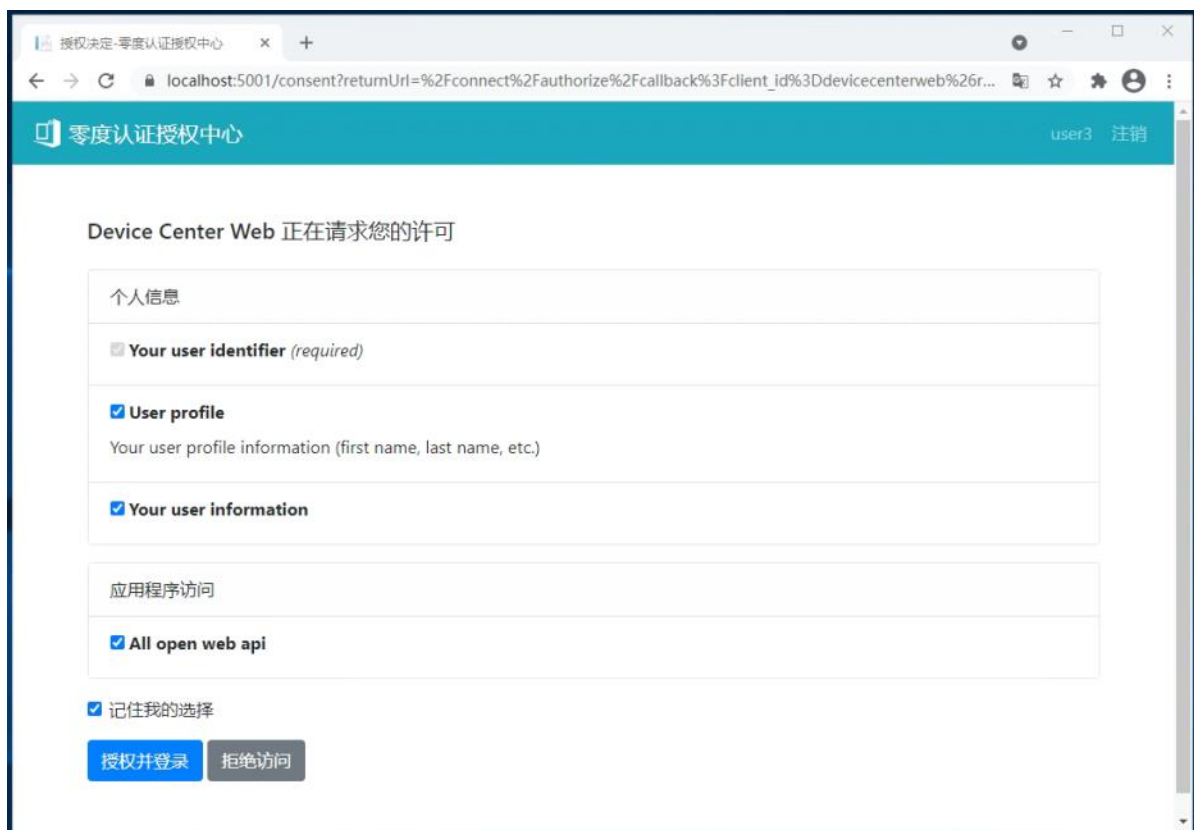 授权决定-零度认证授权中心
localhost:5001/consent?returnUrl=%2Fconnect%2Fauthorize%2Fcallback%3Fclient_id%3Ddevicecenterweb%26r...
零度认证授权中心 user3 注销
Device Center Web 正在请求您的许可
个人信息
Your user identifier (required)
User profile
Your user profile information (first name, last name, etc.)
Your user information
应用程序访问
All open web api
记住我的选择
授权并登录 拒绝访问